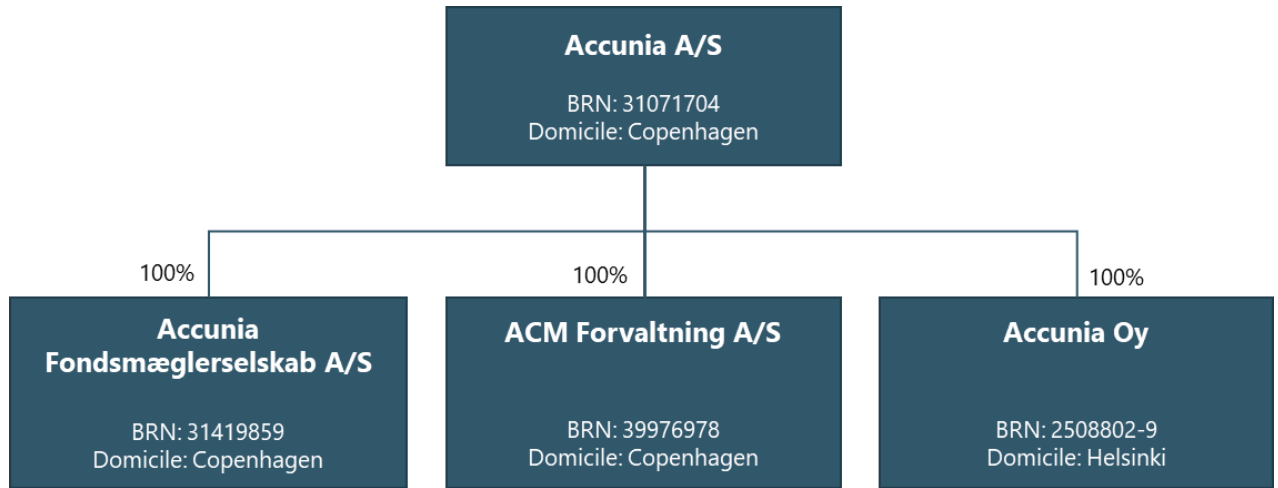 Accunia A/S
BRN: 31071704
Domicile: Copenhagen
100%
100%
100%
Accunia
Fondsmæglerselskab A/S
BRN: 31419859
Domicile: Copenhagen
ACM Forvaltning A/S
BRN: 39976978
Domicile: Copenhagen
Accunia Oy
BRN: 2508802-9
Domicile: Helsinki